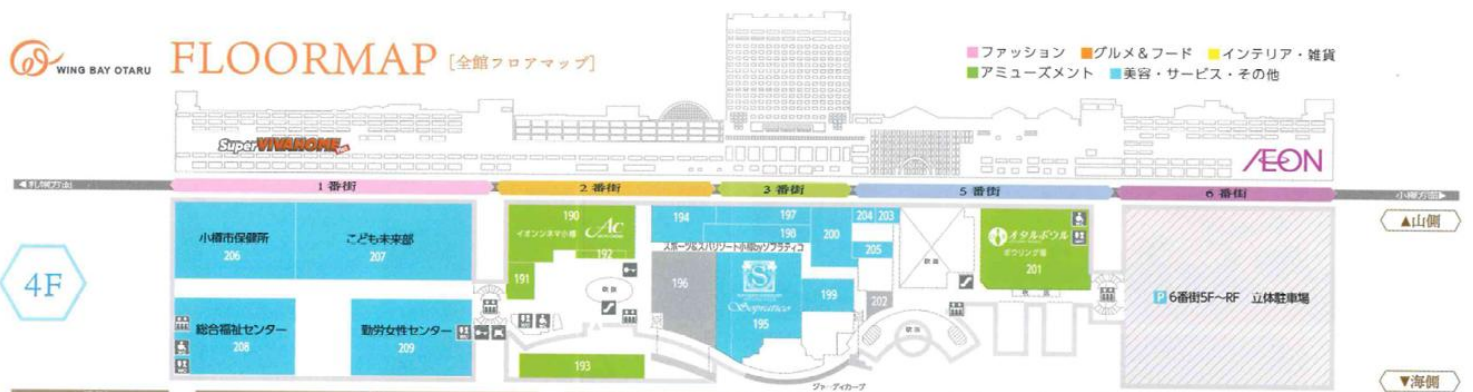 WING BAY OTARU
FLOORMAP [全館フロアマップ]
ファッション グルメ&フード インテリア・雑貨
アミューズメント 美容・サービス・その他
Super VIVAHOME
ÆON
1番街 2番街 3番街 5番街 6番街
4F
▲山側
小樽市保健所
206
こども未来部
207
190
イオンシネマ小樽
192
191
194 197
198
スポーツ&スパリゾート小樽byソプラティコ
200
204 203
205
196
S
Sopratico
195
199
202
イタルボウル
ボウリング場
201
P 6番街5F~RF 立体駐車場
総合福祉センター
208
勤労女性センター
209
193
▼海側